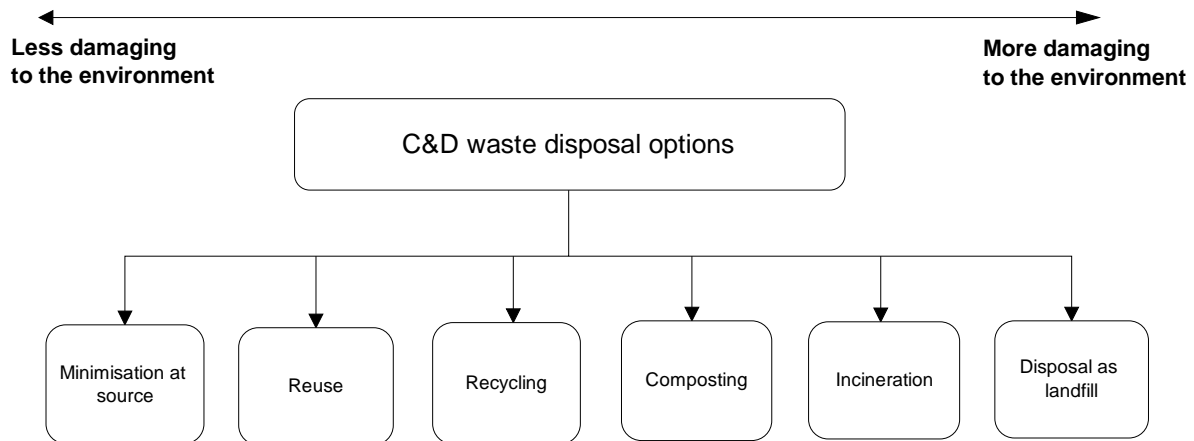 Less damaging
to the environment
More damaging
to the environment
C&D waste disposal options
Minimisation at
source
Reuse
Recycling
Composting
Incineration
Disposal as
landfill